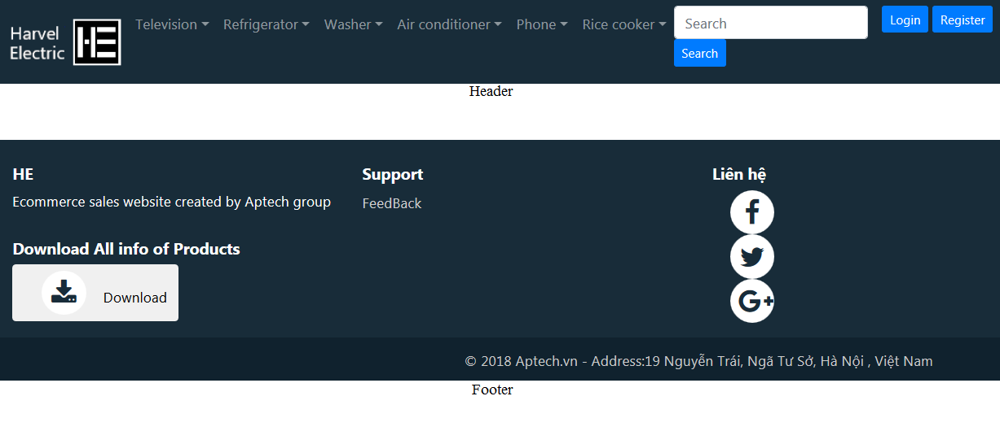 Harvel
Electric
HE
Television Refrigerator Washer Air conditioner Phone Rice cooker
Search
Search
Login Register
Header
HE
Ecommerce sales website created by Aptech group
Download All info of Products
Download
Support
FeedBack
Liên hệ
G+
© 2018 Aptech.vn - Address:19 Nguyễn Trái, Ngã Tư Sở, Hà Nội , Việt Nam
Footer